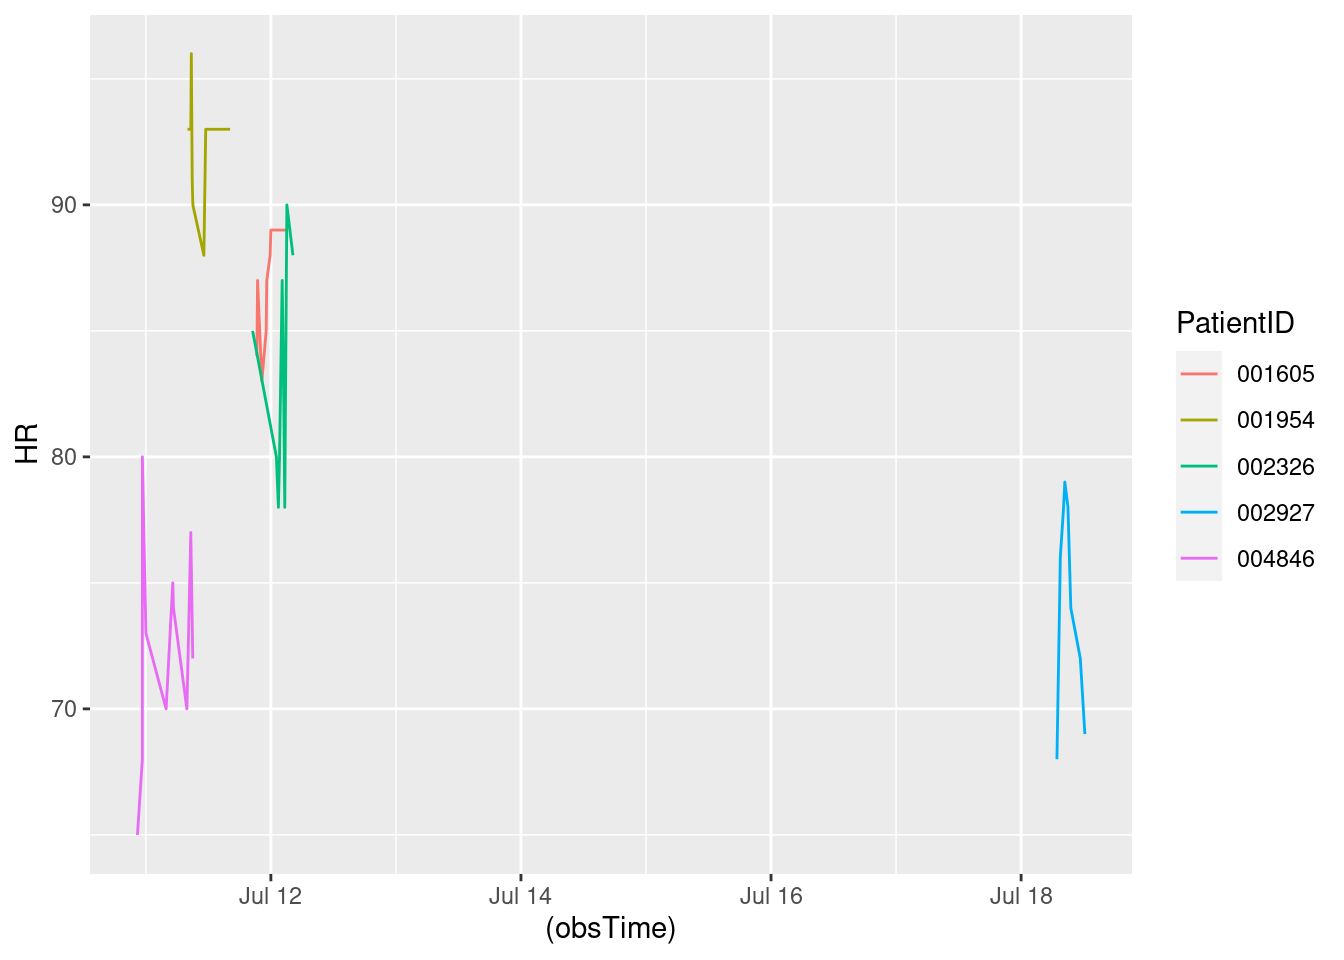 90
80
70
HR
Jul 12
Jul 14
Jul 16
Jul 18
(obsTime)
PatientID
001605
001954
002326
002927
004846